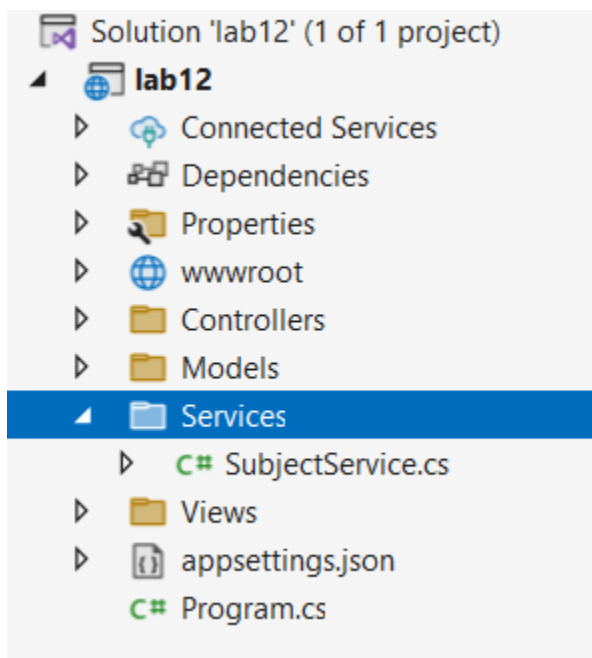 Solution 'lab12' (1 of 1 project)
lab12
Connected Services
Dependencies
Properties
wwwroot
Controllers
Models
Services
C# SubjectService.cs
Views
appsettings.json
C# Program.cs